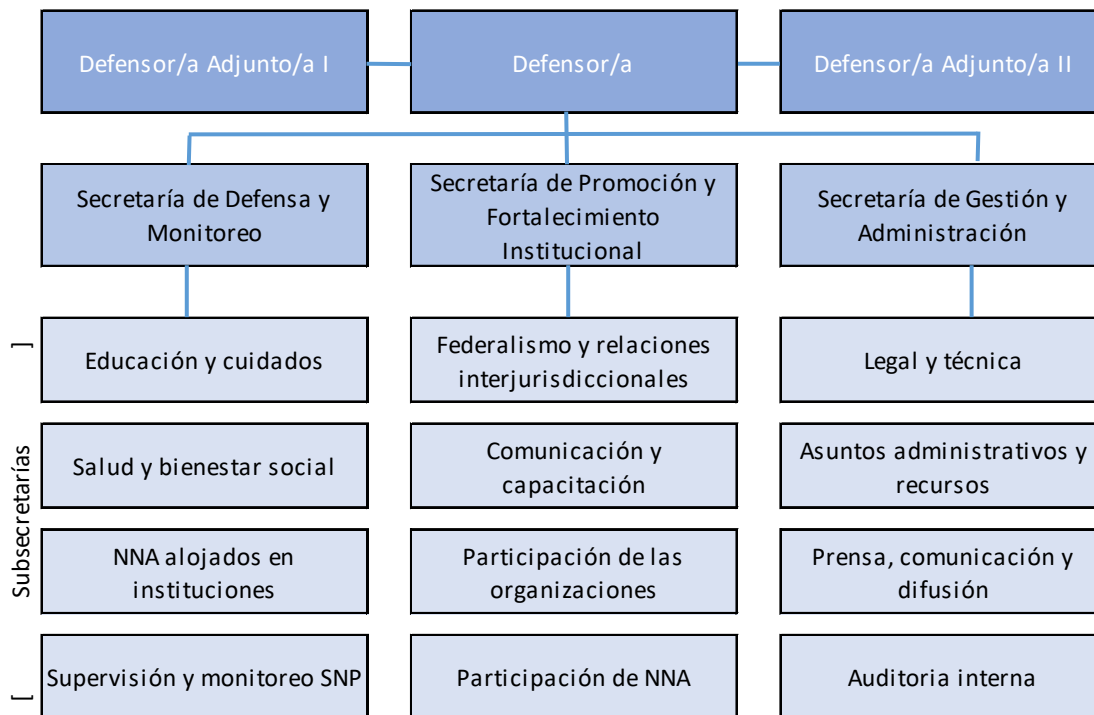 Defensor/a Adjunto/a I
Defensor/a
Defensor/a Adjunto/a II
Secretaría de Defensa y
Monitoreo
Secretaría de Promoción y
Fortalecimiento
Institucional
Secretaría de Gestión y
Administración
[ Subsecretarías ]
Educación y cuidados
Federalismo y relaciones
interjurisdiccionales
Legal y técnica
Salud y bienestar social
Comunicación y
capacitación
Asuntos administrativos y
recursos
NNA alojados en
instituciones
Participación de las
organizaciones
Prensa, comunicación y
difusión
Supervisión y monitoreo SNP
Participación de NNA
Auditoria interna